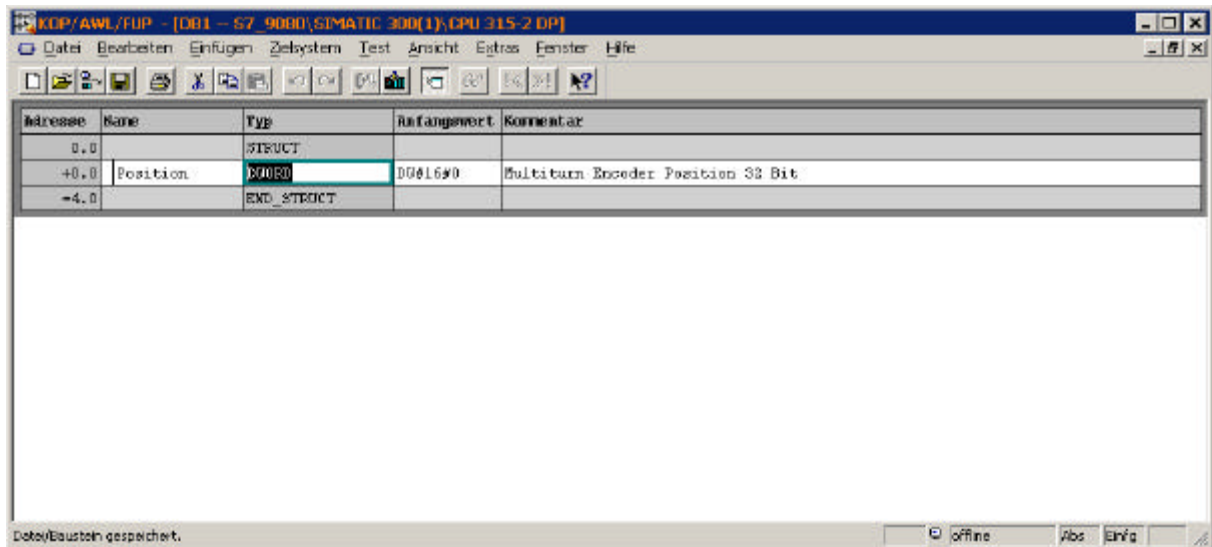 KOP/AWL/FUP - [DB1 -- S7_9080\SIMATIC 300(1)\CPU 315-2 DP]
Datei Bearbeiten Einfügen Zielsystem Test Ansicht Extras Fenster Hilfe
Adresse Name Typ Anfangswert Kommentar
0.0 STRUCT
+0.0 Position DWORD DW#16#0 Multiturn Encoder Position 32 Bit
=4.0 END_STRUCT
Datei/Baustein gespeichert. offline Abs Einfg